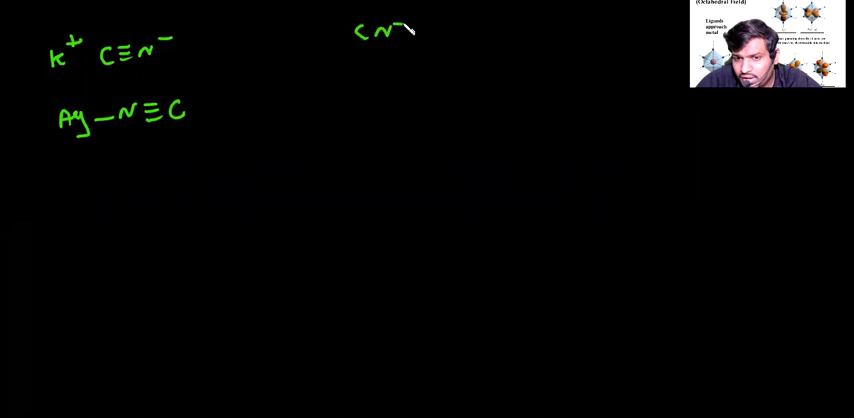 K⁺ C≡N⁻
CN⁻
Ag–N≡C
(Octahedral Field)
Ligands
approach
metal